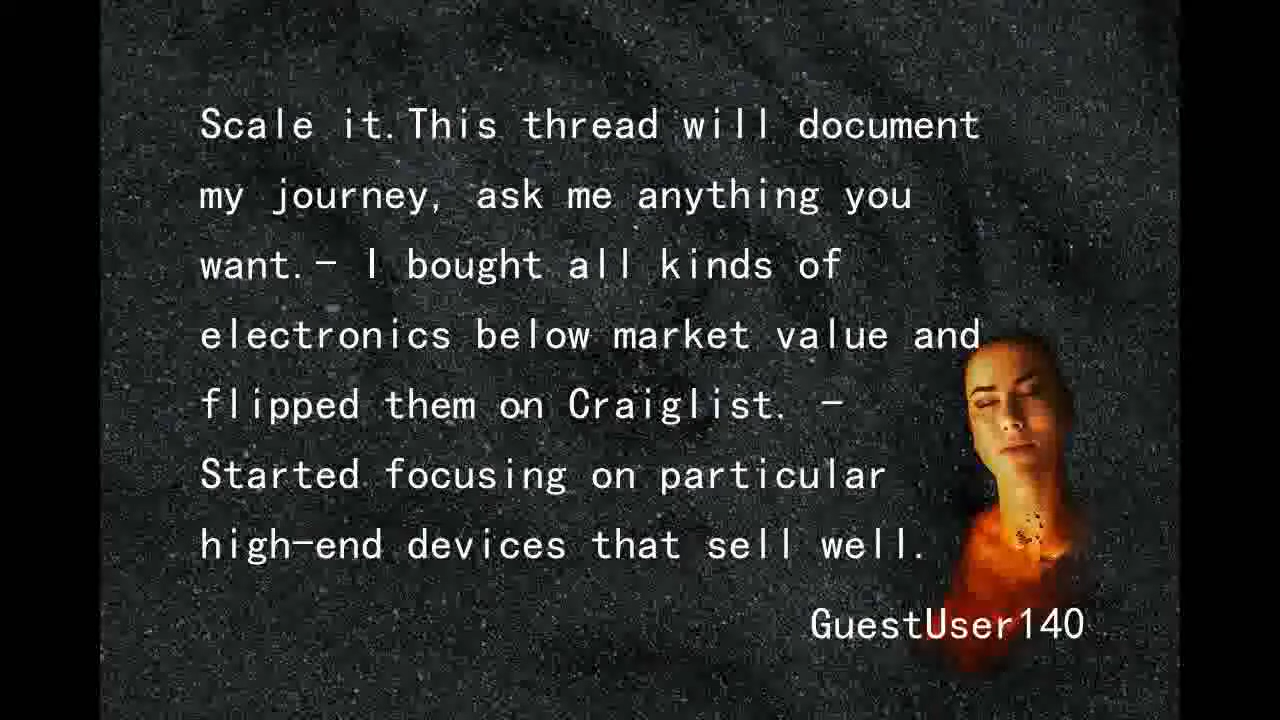 Scale it.This thread will document
my journey, ask me anything you
want.- I bought all kinds of
electronics below market value and
flipped them on Craiglist. -
Started focusing on particular
high-end devices that sell well.
GuestUser140